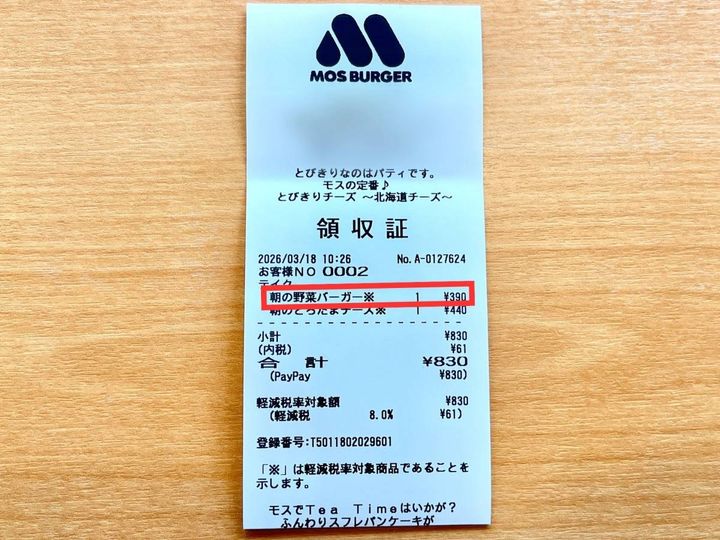 MOS BURGER
とびきりなのはパティです。
モスの定番♪
とびきりチーズ ～北海道チーズ～
領収証
2026/03/18 10:26 No.A-0127624
お客様NO 0002
テイク
朝の野菜バーガー※ 1 ¥390
朝のとろたまチーズ※ 1 ¥440
小計 ¥830
(内税) ¥61
合 計 ¥830
(PayPay ¥830)
軽減税率対象額 ¥830
(軽減税 8.0% ¥61)
登録番号:T5011802029601
「※」は軽減税率対象商品であることを
示します。
モスでTea Timeはいかが？
ふんわりスフレパンケーキが